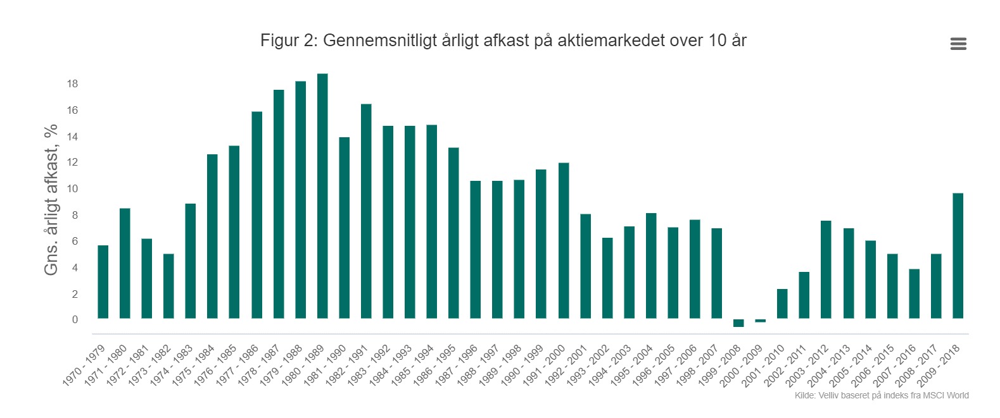 Figur 2: Gennemsnitligt årligt afkast på aktiemarkedet over 10 år
Gns. årligt afkast, %
18
16
14
12
10
8
6
4
2
0
1970 - 1979
1971 - 1980
1972 - 1981
1973 - 1982
1974 - 1983
1975 - 1984
1976 - 1985
1977 - 1986
1978 - 1987
1979 - 1988
1980 - 1989
1981 - 1990
1982 - 1991
1983 - 1992
1984 - 1993
1985 - 1994
1986 - 1995
1987 - 1996
1988 - 1997
1989 - 1998
1990 - 1999
1991 - 2000
1992 - 2001
1993 - 2002
1994 - 2003
1995 - 2004
1996 - 2005
1997 - 2006
1998 - 2007
1999 - 2008
2000 - 2009
2001 - 2010
2002 - 2011
2003 - 2012
2004 - 2013
2005 - 2014
2006 - 2015
2007 - 2016
2008 - 2017
2009 - 2018
Kilde: Velliv baseret på indeks fra MSCI World